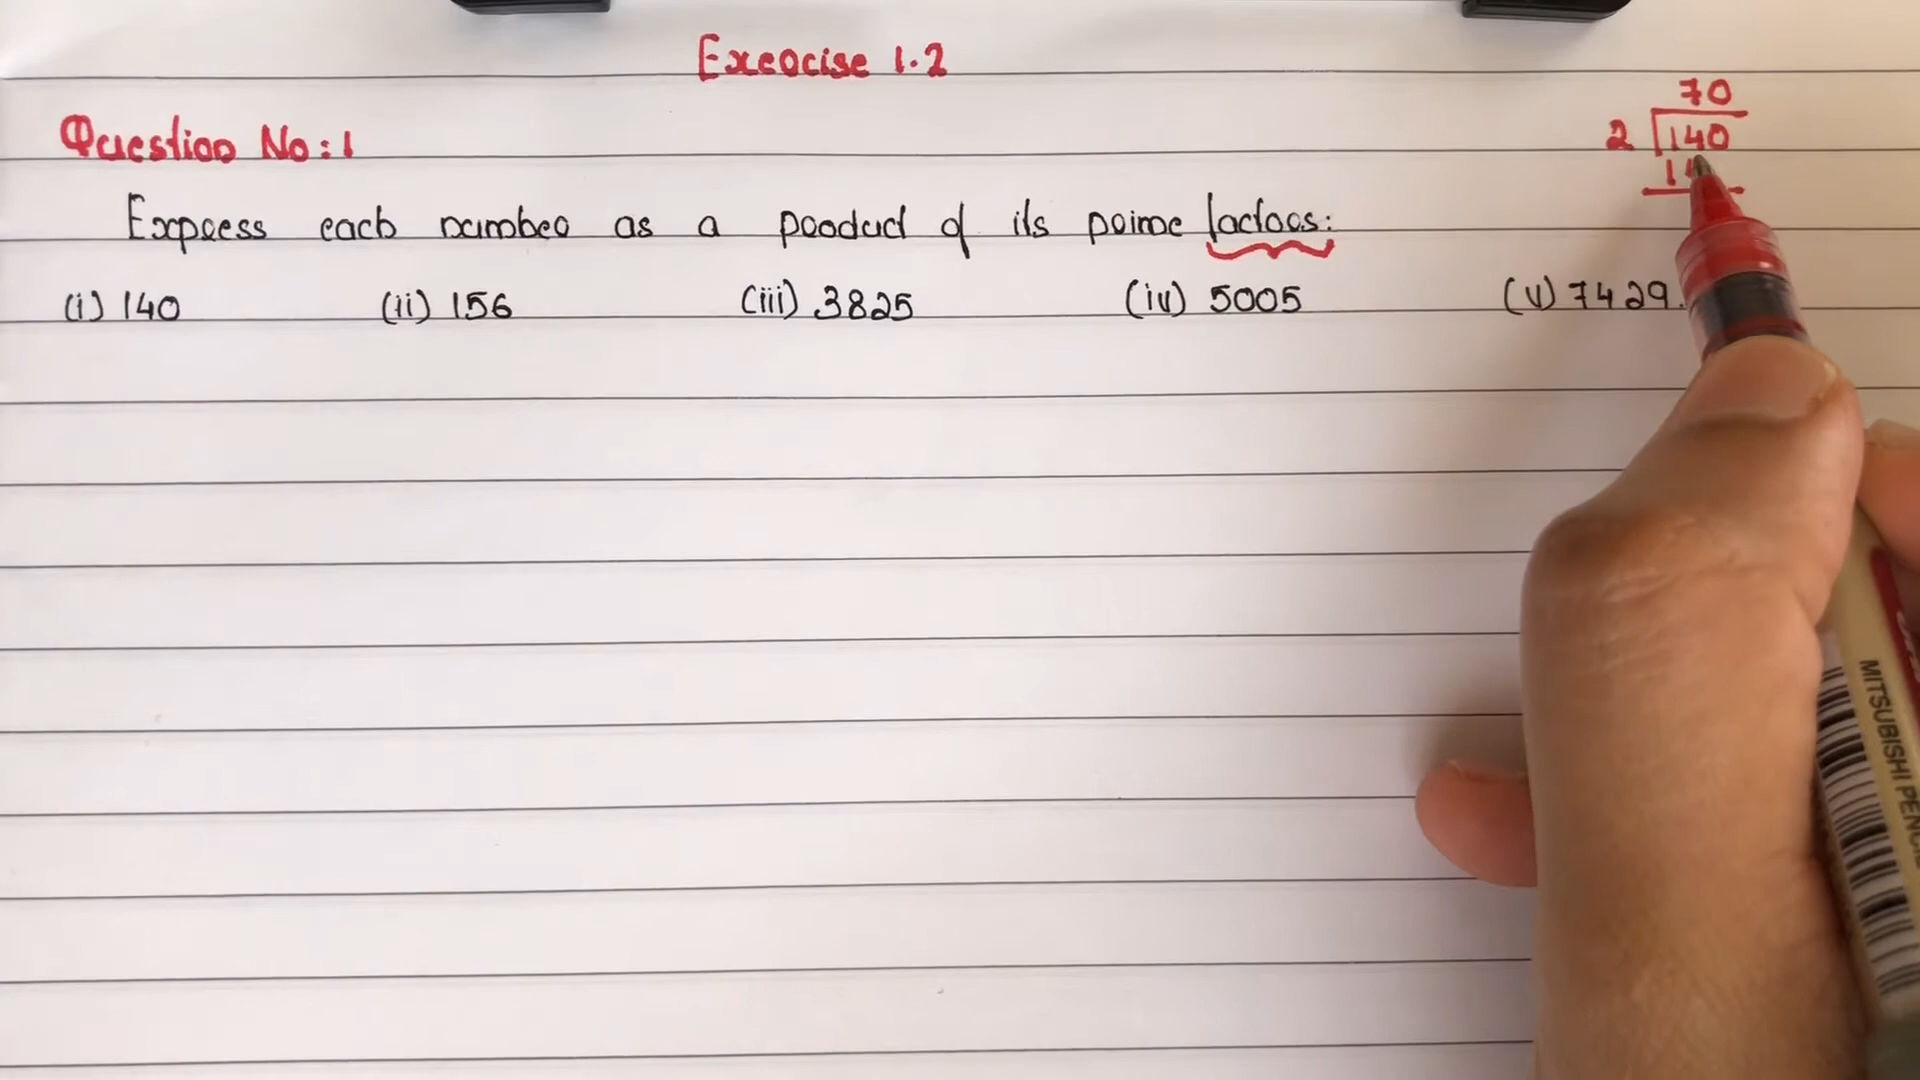 Exercise 1.2
70
Question No: 1
2 140
Express each number as a product of its prime factors:
(i) 140 (ii) 156 (iii) 3825 (iv) 5005 (v) 7429.
MITSUBISHI